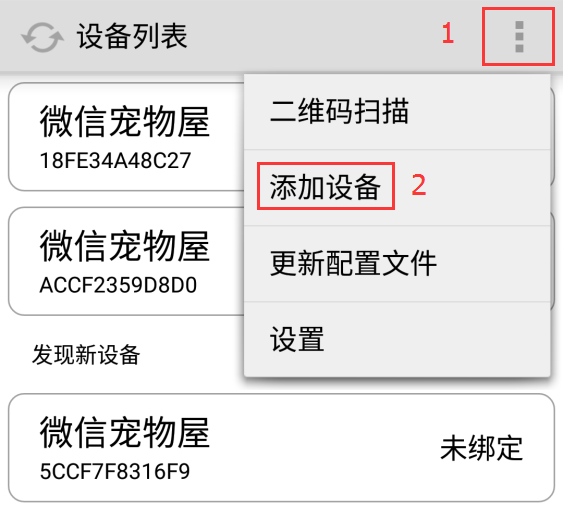 设备列表
1
微信宠物屋
18FE34A48C27
二维码扫描
添加设备
2
更新配置文件
设置
微信宠物屋
ACCF2359D8D0
发现新设备
微信宠物屋
5CCF7F8316F9
未绑定